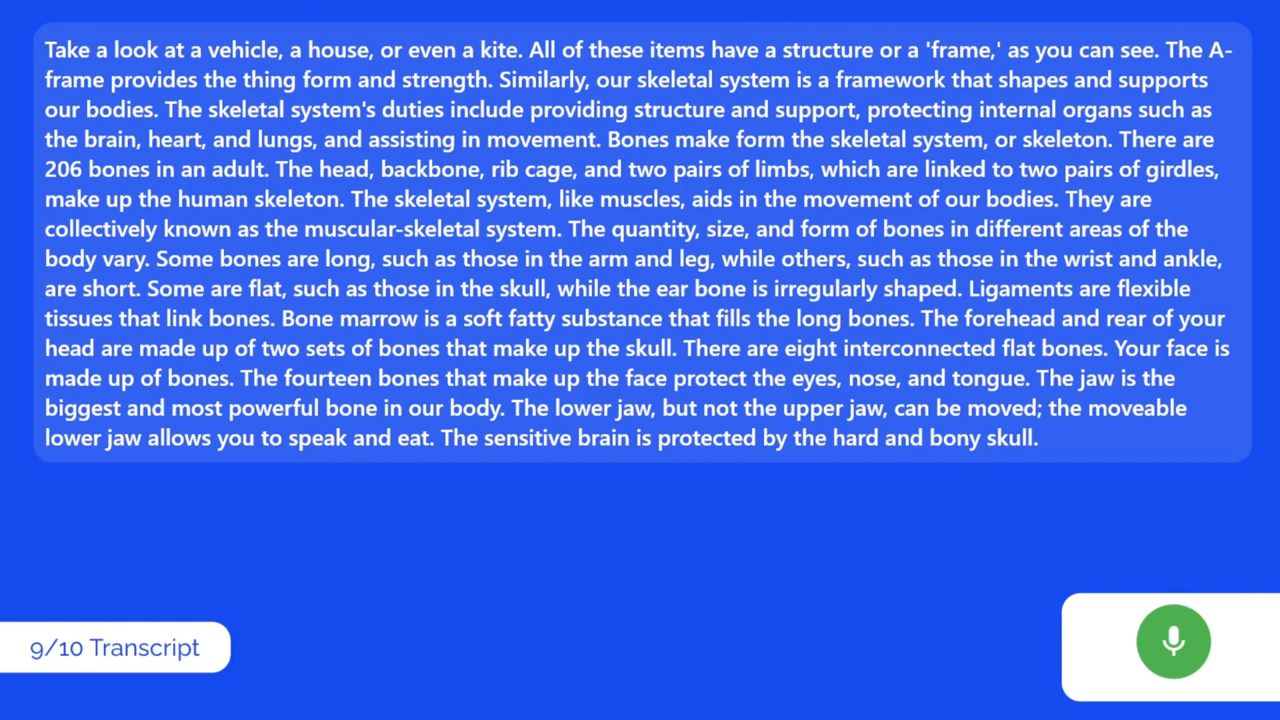 Take a look at a vehicle, a house, or even a kite. All of these items have a structure or a 'frame,' as you can see. The A-
frame provides the thing form and strength. Similarly, our skeletal system is a framework that shapes and supports
our bodies. The skeletal system's duties include providing structure and support, protecting internal organs such as
the brain, heart, and lungs, and assisting in movement. Bones make form the skeletal system, or skeleton. There are
206 bones in an adult. The head, backbone, rib cage, and two pairs of limbs, which are linked to two pairs of girdles,
make up the human skeleton. The skeletal system, like muscles, aids in the movement of our bodies. They are
collectively known as the muscular-skeletal system. The quantity, size, and form of bones in different areas of the
body vary. Some bones are long, such as those in the arm and leg, while others, such as those in the wrist and ankle,
are short. Some are flat, such as those in the skull, while the ear bone is irregularly shaped. Ligaments are flexible
tissues that link bones. Bone marrow is a soft fatty substance that fills the long bones. The forehead and rear of your
head are made up of two sets of bones that make up the skull. There are eight interconnected flat bones. Your face is
made up of bones. The fourteen bones that make up the face protect the eyes, nose, and tongue. The jaw is the
biggest and most powerful bone in our body. The lower jaw, but not the upper jaw, can be moved; the moveable
lower jaw allows you to speak and eat. The sensitive brain is protected by the hard and bony skull.
9/10 Transcript